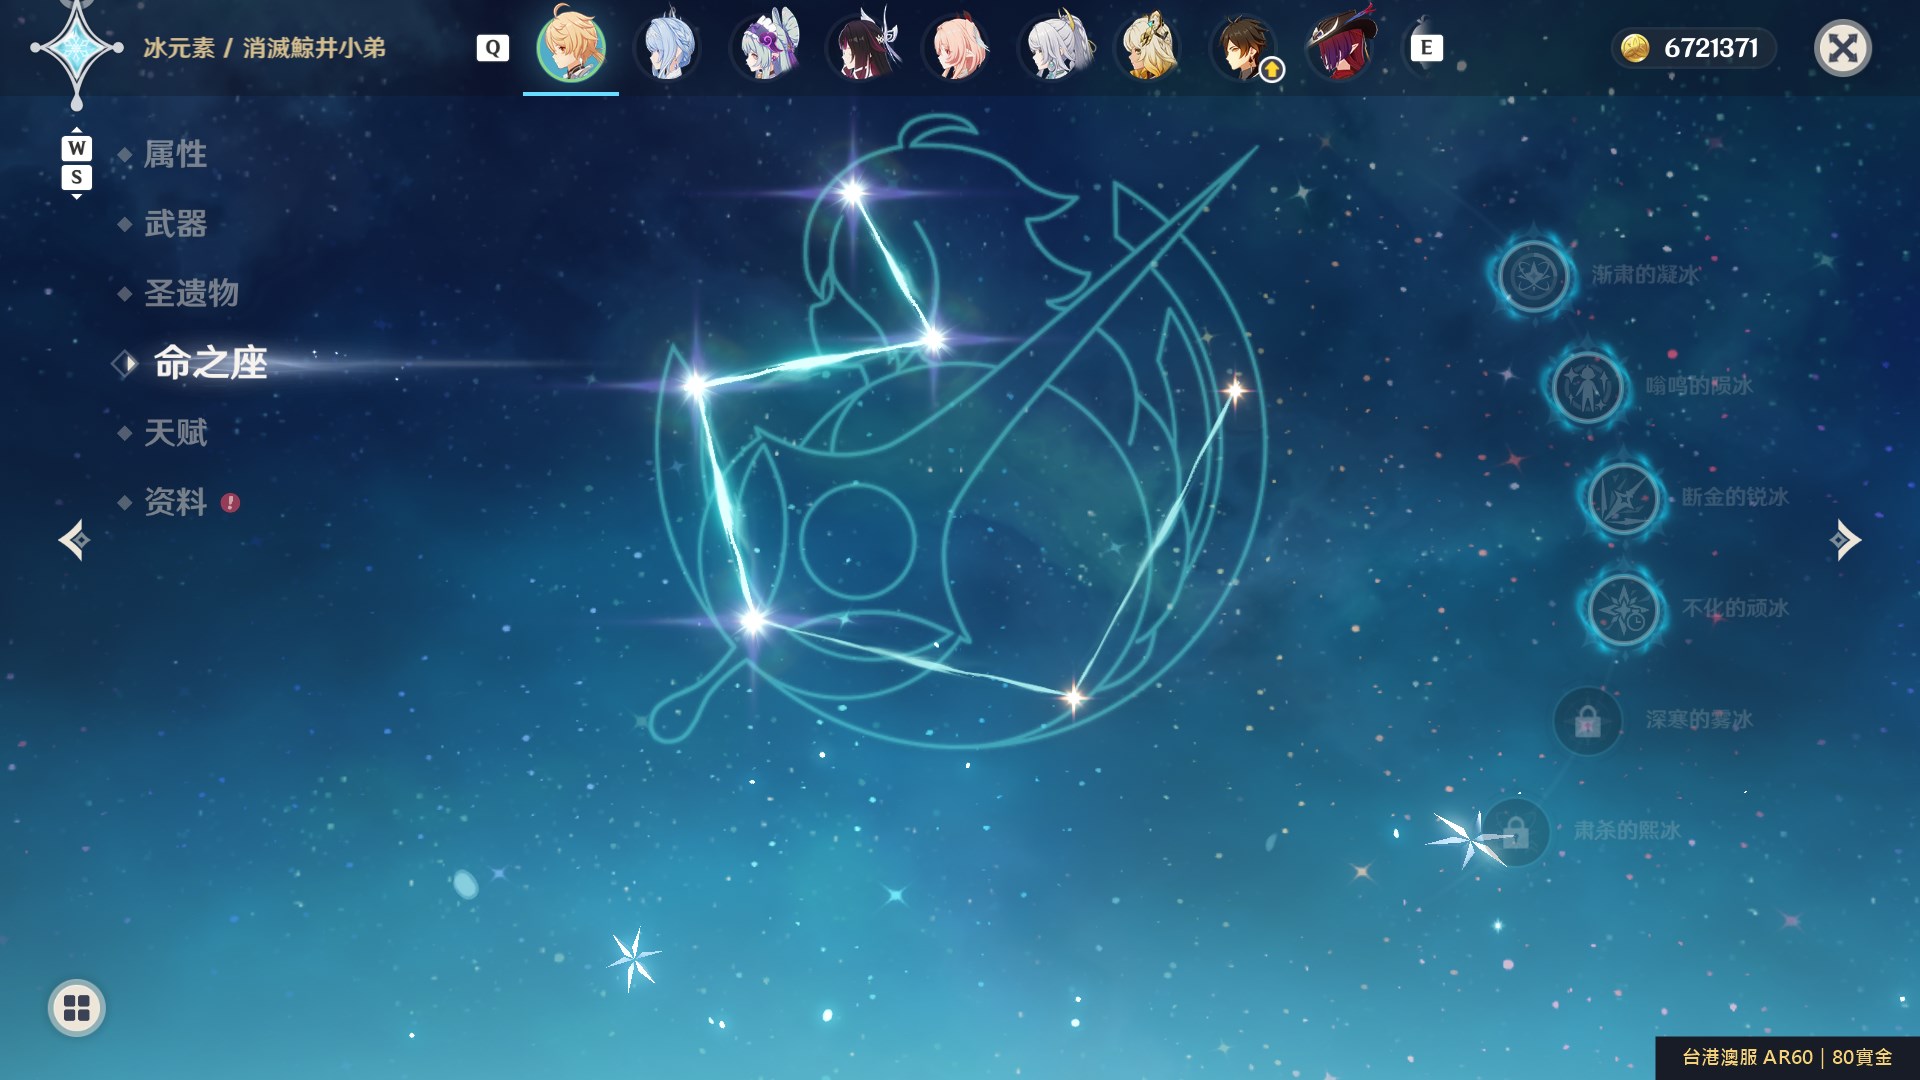 冰元素 / 消滅鯨井小弟
Q
E
6721371
W
S
属性
武器
圣遗物
命之座
天赋
资料
渐肃的凝冰
嗡鸣的陨冰
断金的锐冰
不化的顽冰
深寒的雾冰
肃杀的熙冰
台港澳服 AR60 | 80實金